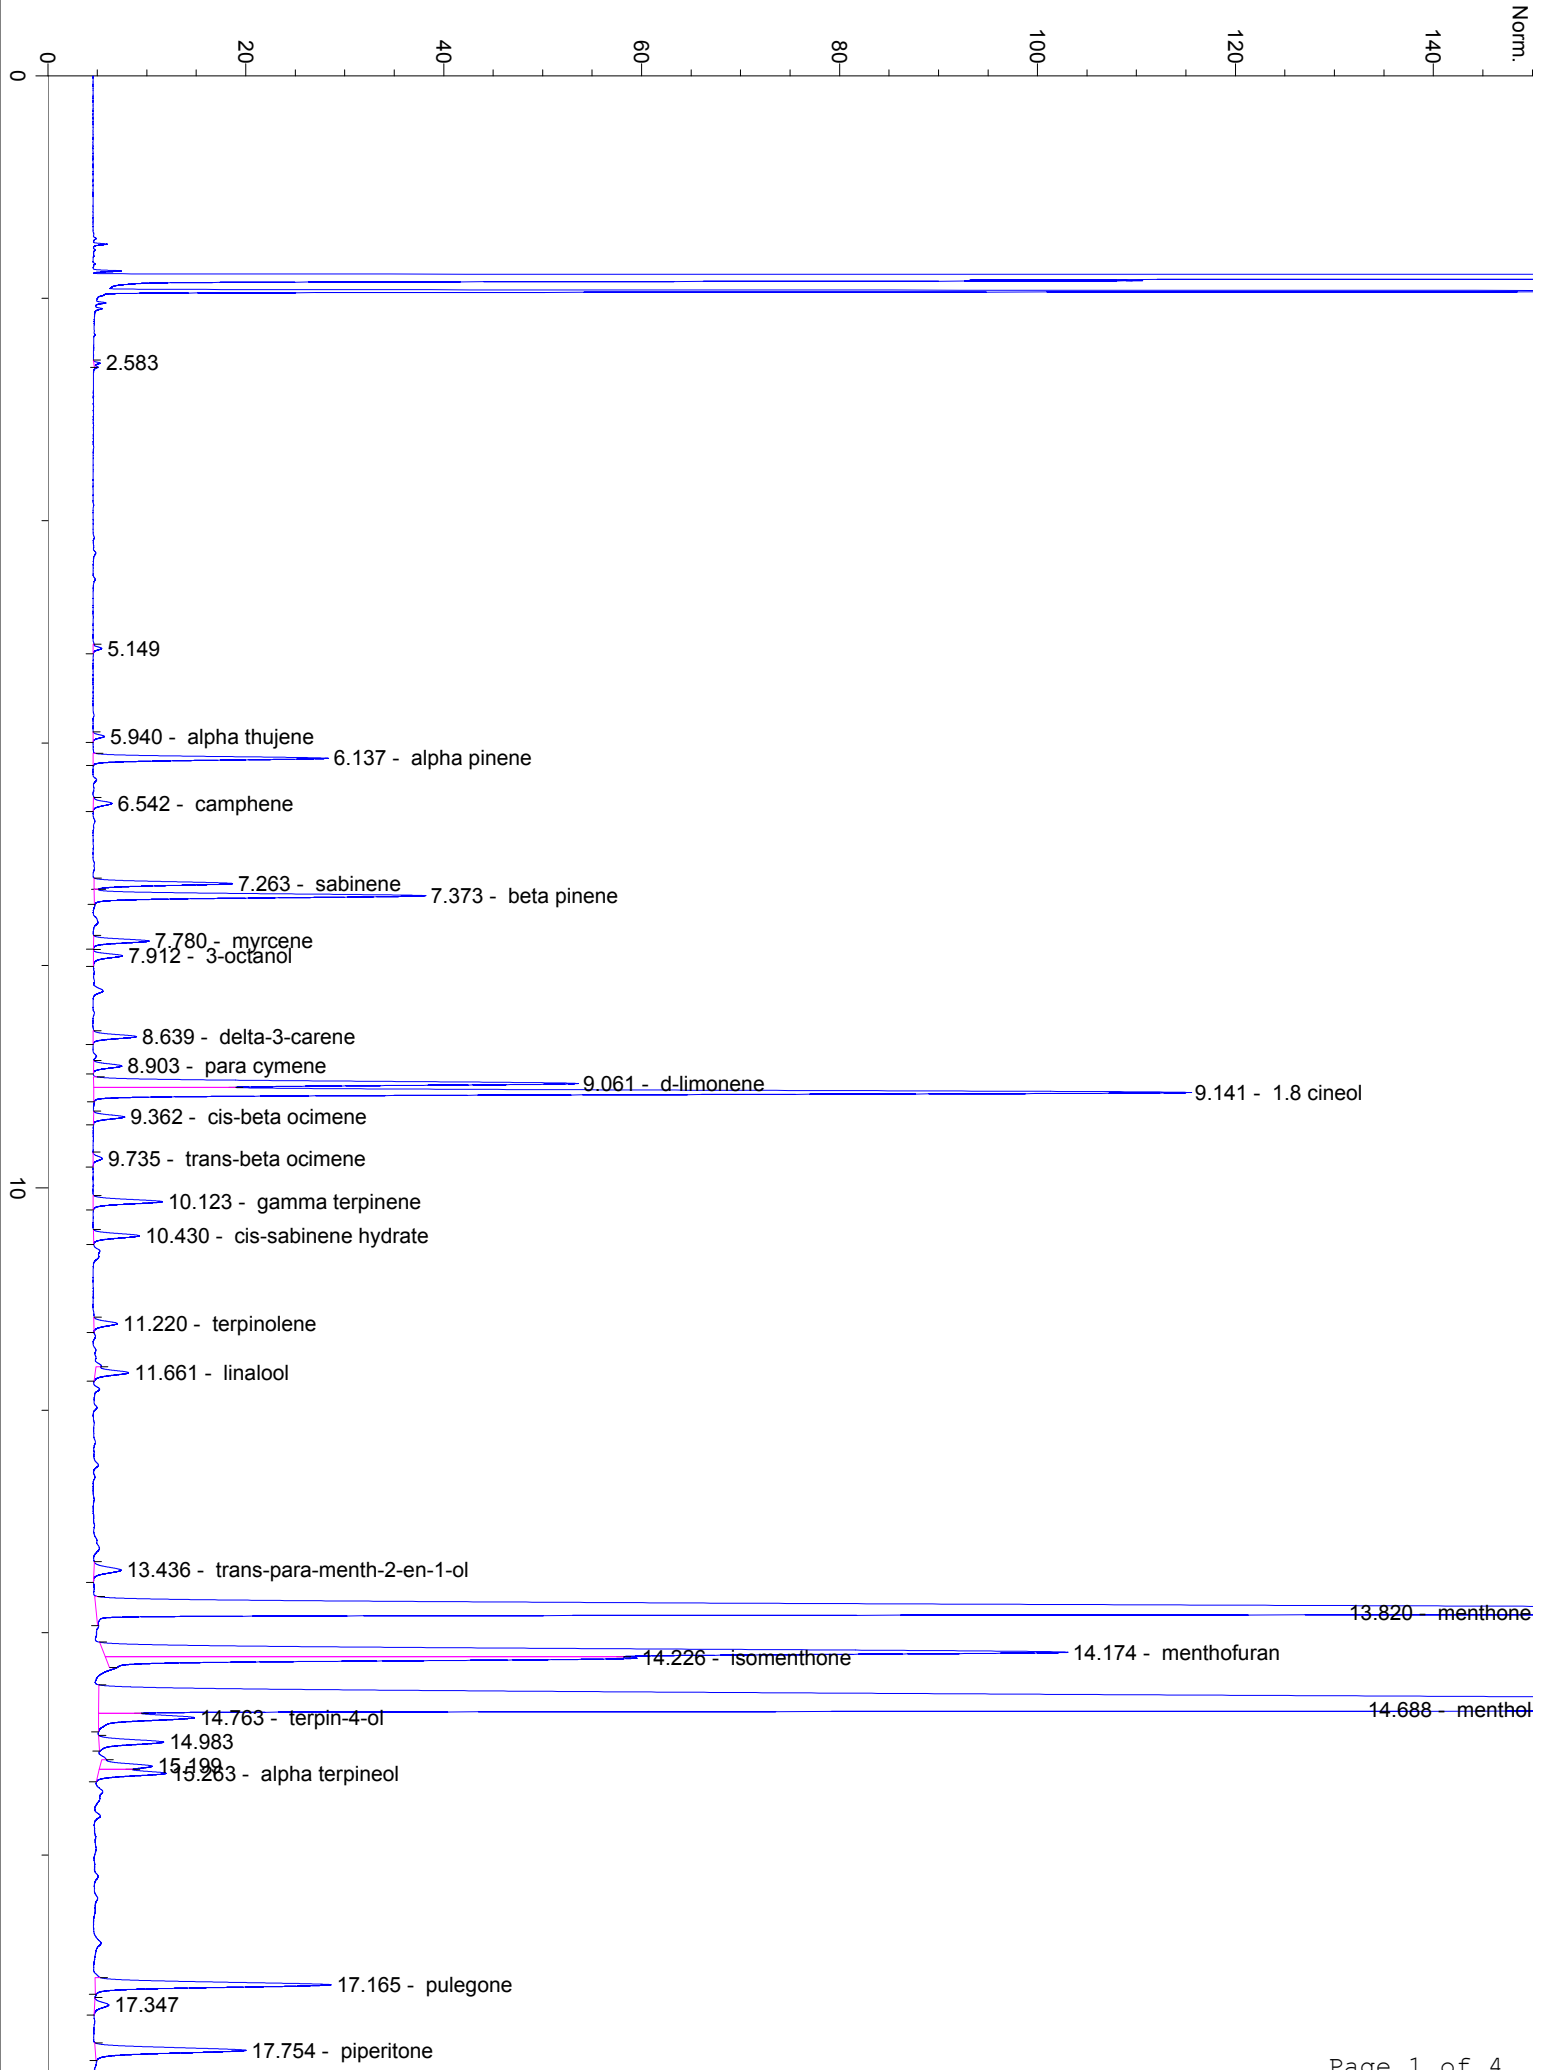 Norm.
0
20
40
60
80
100
120
140
0
2.583
5.149
5.940 - alpha thujene
6.137 - alpha pinene
6.542 - camphene
7.263 - sabinene
7.373 - beta pinene
7.780 - myrcene
7.912 - 3-octanol
8.639 - delta-3-carene
8.903 - para cymene
9.061 - d-limonene
9.141 - 1.8 cineol
9.362 - cis-beta ocimene
9.735 - trans-beta ocimene
10
10.123 - gamma terpinene
10.430 - cis-sabinene hydrate
11.220 - terpinolene
11.661 - linalool
13.436 - trans-para-menth-2-en-1-ol
13.820 - menthone
14.174 - menthofuran
14.226 - isomenthone
14.688 - menthol
14.763 - terpin-4-ol
14.983
15.199
15.263 - alpha terpineol
17.165 - pulegone
17.347
17.754 - piperitone
Page 1 of 4